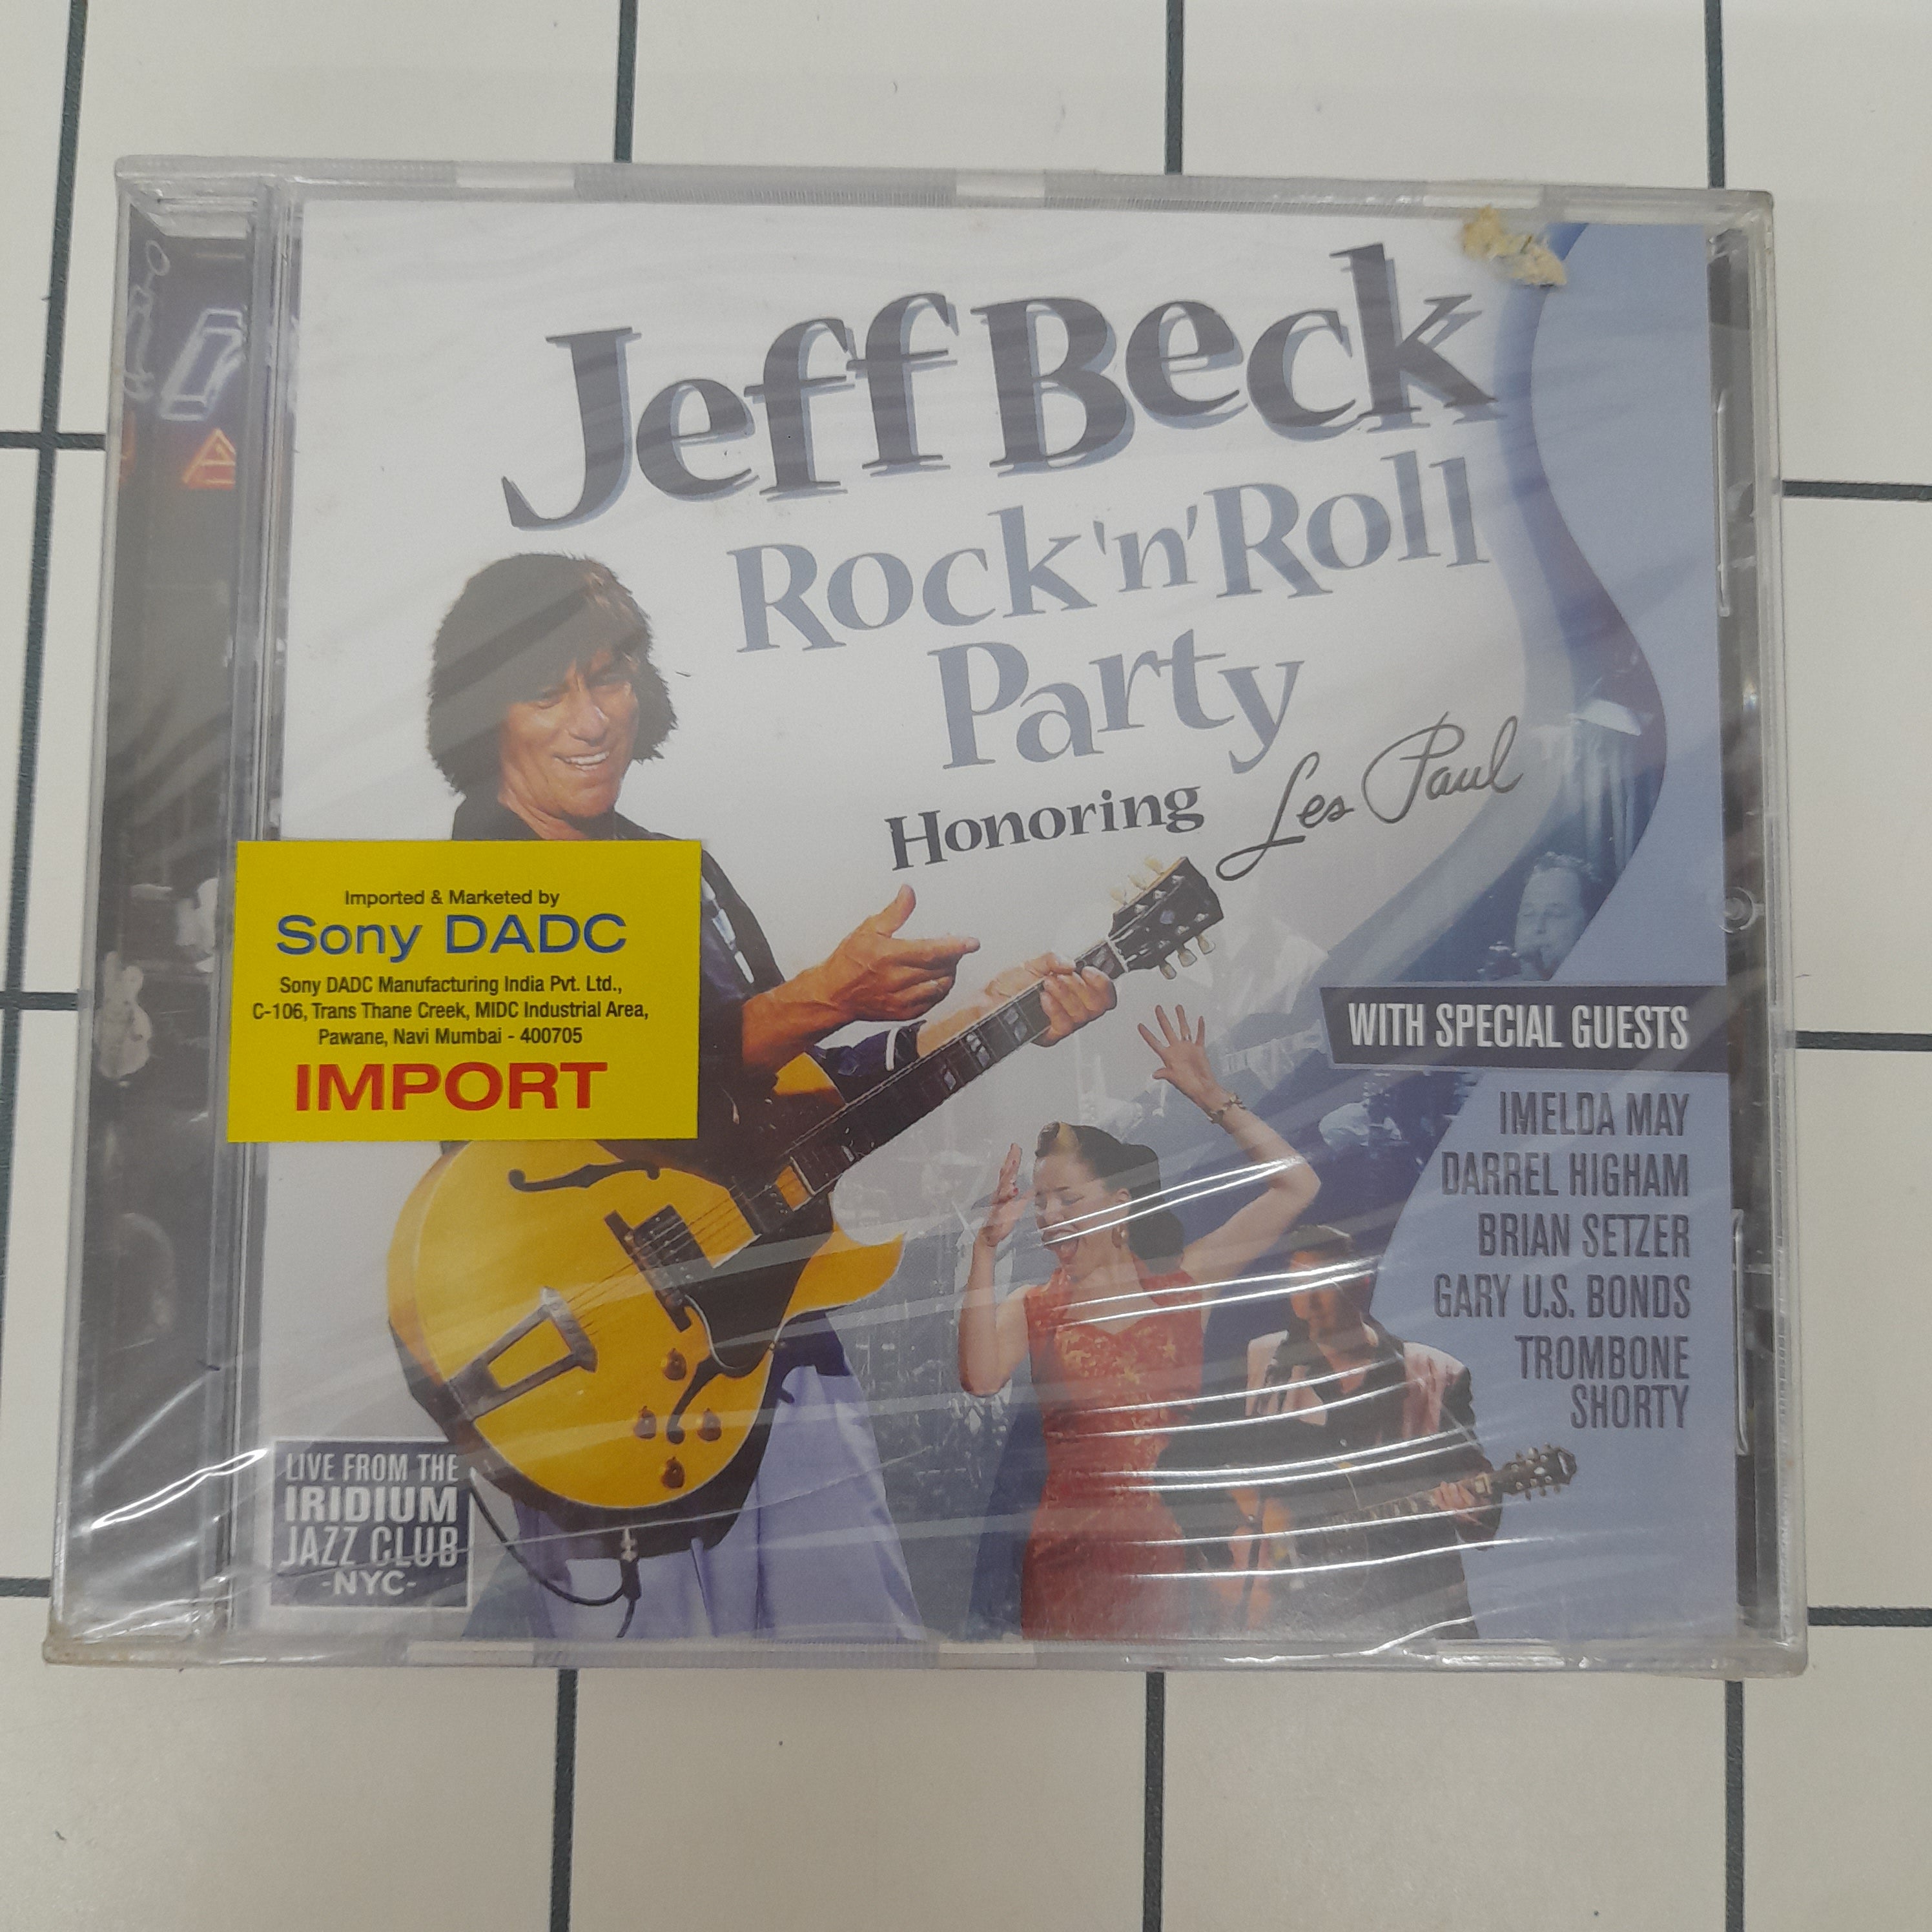 Jeff Beck
Rock 'n' Roll
Party
Honoring Les Paul
Imported & Marketed by
Sony DADC
Sony DADC Manufacturing India Pvt. Ltd.,
C-106, Trans Thane Creek, MIDC Industrial Area,
Pawane, Navi Mumbai - 400705
IMPORT
WITH SPECIAL GUESTS
IMELDA MAY
DARREL HIGHAM
BRIAN SETZER
GARY U.S. BONDS
TROMBONE
SHORTY
LIVE FROM THE
IRIDIUM
JAZZ CLUB
-NYC-